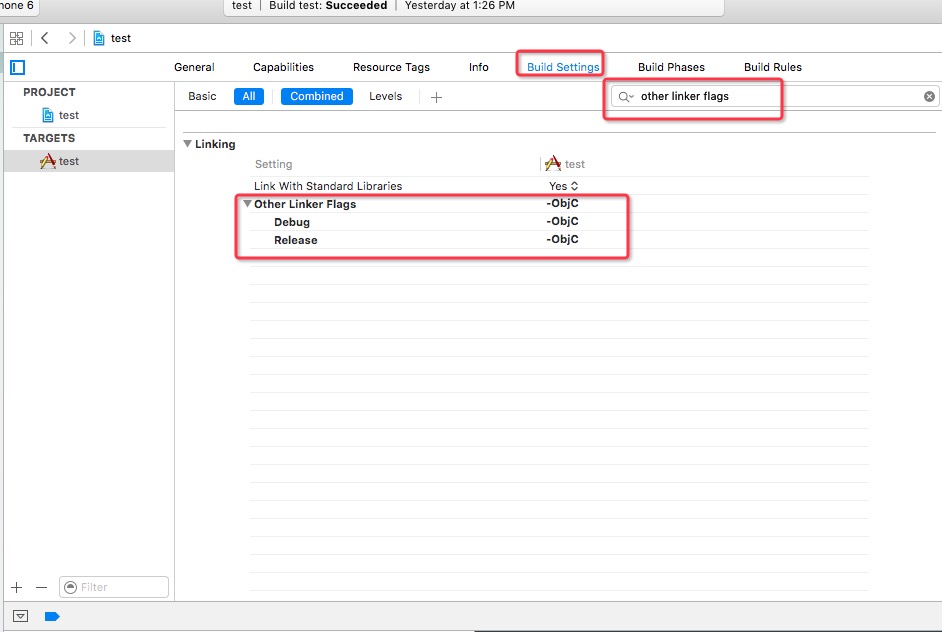 hone 6
test | Build test: Succeeded | Yesterday at 1:26 PM
test
General Capabilities Resource Tags Info Build Settings Build Phases Build Rules
PROJECT
test
TARGETS
test
Basic All Combined Levels
other linker flags
Linking
Setting test
Link With Standard Libraries Yes
Other Linker Flags -ObjC
Debug -ObjC
Release -ObjC
Filter